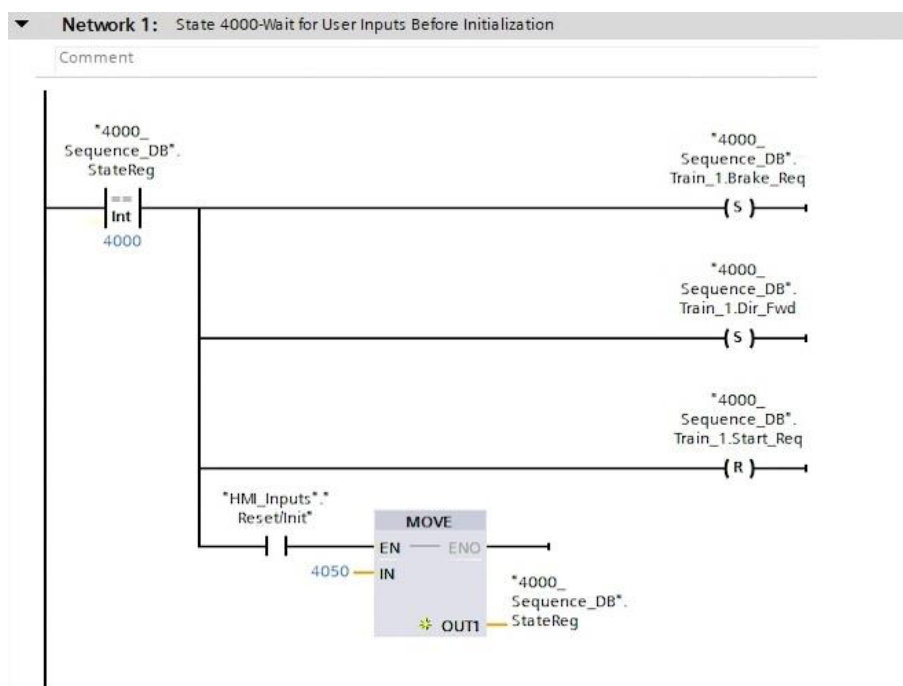 Network 1: State 4000-Wait for User Inputs Before Initialization
Comment
"4000_
Sequence_DB".
StateReg
==
Int
4000
"4000_
Sequence_DB".
Train_1.Brake_Req
S
"4000_
Sequence_DB".
Train_1.Dir_Fwd
S
"4000_
Sequence_DB".
Train_1.Start_Req
R
"HMI_Inputs"."
Reset/Init"
MOVE
EN ENO
4050 IN
"4000_
Sequence_DB".
OUT1 StateReg